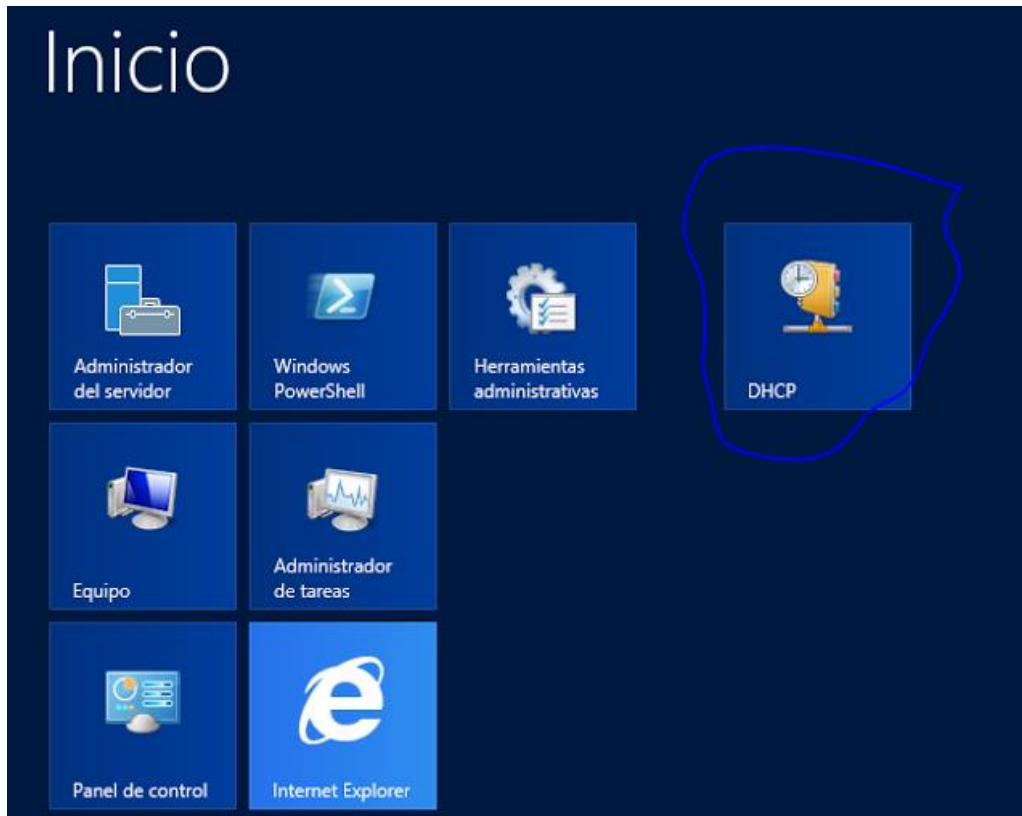 Inicio
Administrador
del servidor
Windows
PowerShell
Herramientas
administrativas
DHCP
Equipo
Administrador
de tareas
Panel de control
Internet Explorer